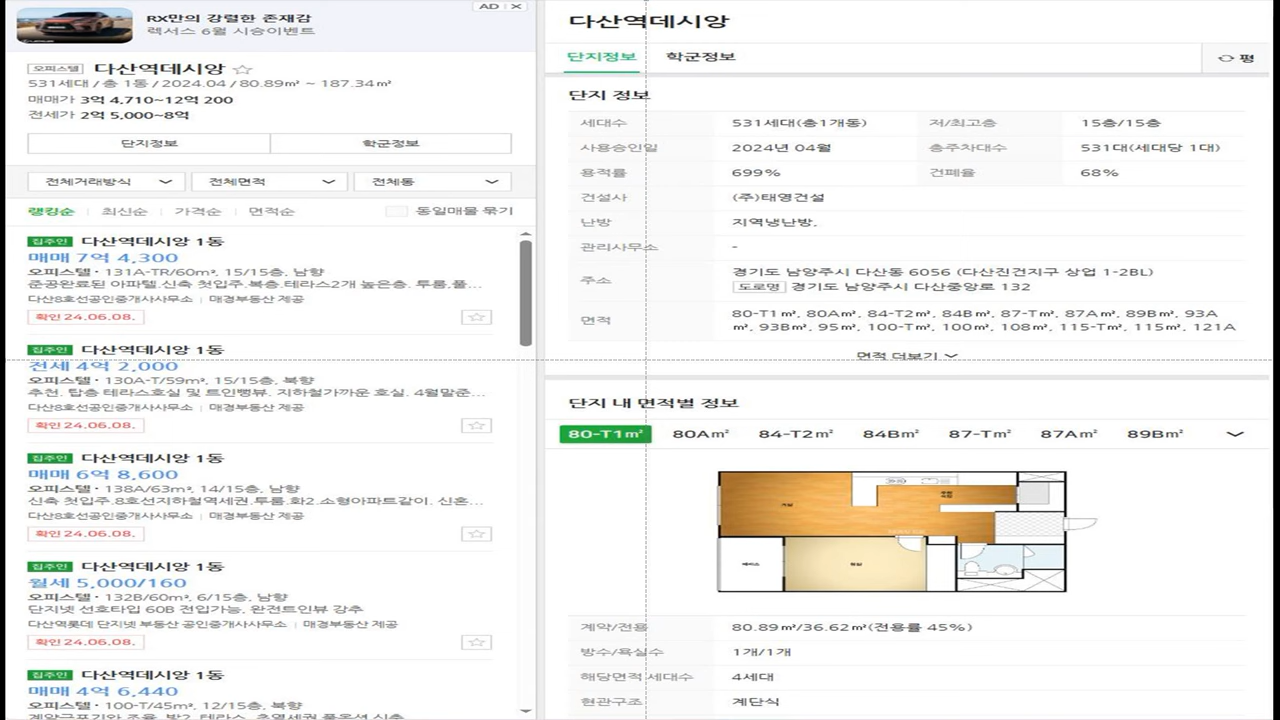 RX만의 강렬한 존재감
렉서스 6월 시승이벤트
AD
오피스텔 다산역데시앙
531세대 / 총 1동 / 2024.04 / 80.89㎡ ~ 187.34㎡
매매가 3억 4,710~12억 200
전세가 2억 5,000~8억
단지정보 학군정보
전체거래방식 전체면적 전체동
랭킹순 최신순 가격순 면적순 동일매물 묶기
집주인 다산역데시앙 1동
매매 7억 4,300
오피스텔 · 131A-TR/60m², 15/15층, 남향
준공완료된 아파텔.신축 첫입주.복층.테라스2개 높은층. 투룸,풀...
다산8호선공인중개사사무소 매경부동산 제공
확인 24.06.08.
집주인 다산역데시앙 1동
전세 4억 2,000
오피스텔 · 130A-T/59m², 15/15층, 북향
추천. 탑층 테라스호실 및 트인뻥뷰. 지하철가까운 호실. 4월말준...
다산8호선공인중개사사무소 매경부동산 제공
확인 24.06.08.
집주인 다산역데시앙 1동
매매 6억 8,600
오피스텔 · 138A/63m², 14/15층, 남향
신축 첫입주.8호선지하철역세권.투룸.화2.소형아파트같이. 신혼...
다산8호선공인중개사사무소 매경부동산 제공
확인 24.06.08.
집주인 다산역데시앙 1동
월세 5,000/160
오피스텔 · 132B/60m², 6/15층, 남향
단지넷 선호타입 60B 전입가능, 완전트인뷰 강추
다산역롯데 단지넷 부동산 공인중개사사무소 매경부동산 제공
확인 24.06.08.
집주인 다산역데시앙 1동
매매 4억 6,440
오피스텔 · 100-T/45m², 12/15층, 남향
다산역데시앙
단지정보 학군정보 평
단지 정보
세대수 531세대(총1개동) 저/최고층 15층/15층
사용승인일 2024년 04월 총주차대수 531대(세대당 1대)
용적률 699% 건폐율 68%
건설사 (주)태영건설
난방 지역냉난방,
관리사무소 -
주소 경기도 남양주시 다산동 6056 (다산진건지구 상업 1-2BL)
도로명 경기도 남양주시 다산중앙로 132
면적 80-T1㎡, 80A㎡, 84-T2㎡, 84B㎡, 87-T㎡, 87A㎡, 89B㎡, 93A
㎡, 93B㎡, 95㎡, 100-T㎡, 100㎡, 108㎡, 115-T㎡, 115㎡, 121A
면적 더보기
단지 내 면적별 정보
80-T1㎡ 80A㎡ 84-T2㎡ 84B㎡ 87-T㎡ 87A㎡ 89B㎡
계약/전용 80.89㎡/36.62㎡(전용률 45%)
방수/욕실수 1개/1개
해당면적 세대수 4세대
현관구조 계단식